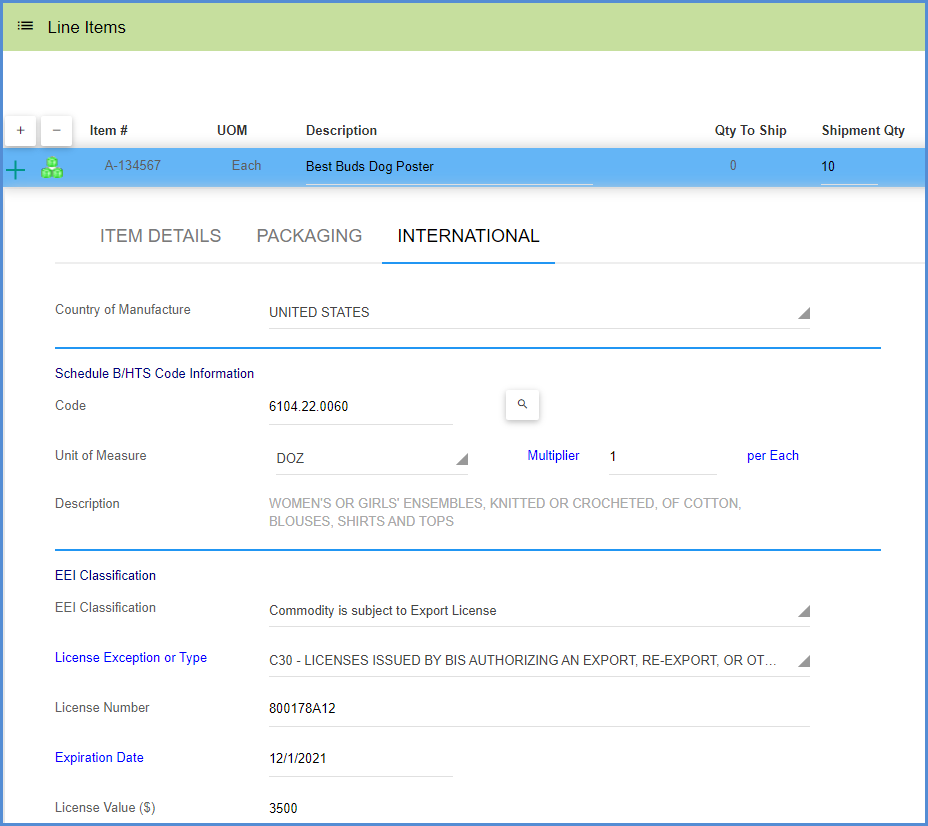 Line Items
+ − Item # UOM Description Qty To Ship Shipment Qty
A-134567 Each Best Buds Dog Poster 0 10
ITEM DETAILS PACKAGING INTERNATIONAL
Country of Manufacture UNITED STATES
Schedule B/HTS Code Information
Code 6104.22.0060
Unit of Measure DOZ Multiplier 1 per Each
Description WOMEN'S OR GIRLS' ENSEMBLES, KNITTED OR CROCHETED, OF COTTON,
BLOUSES, SHIRTS AND TOPS
EEI Classification
EEI Classification Commodity is subject to Export License
License Exception or Type C30 - LICENSES ISSUED BY BIS AUTHORIZING AN EXPORT, RE-EXPORT, OR OT...
License Number 800178A12
Expiration Date 12/1/2021
License Value ($) 3500